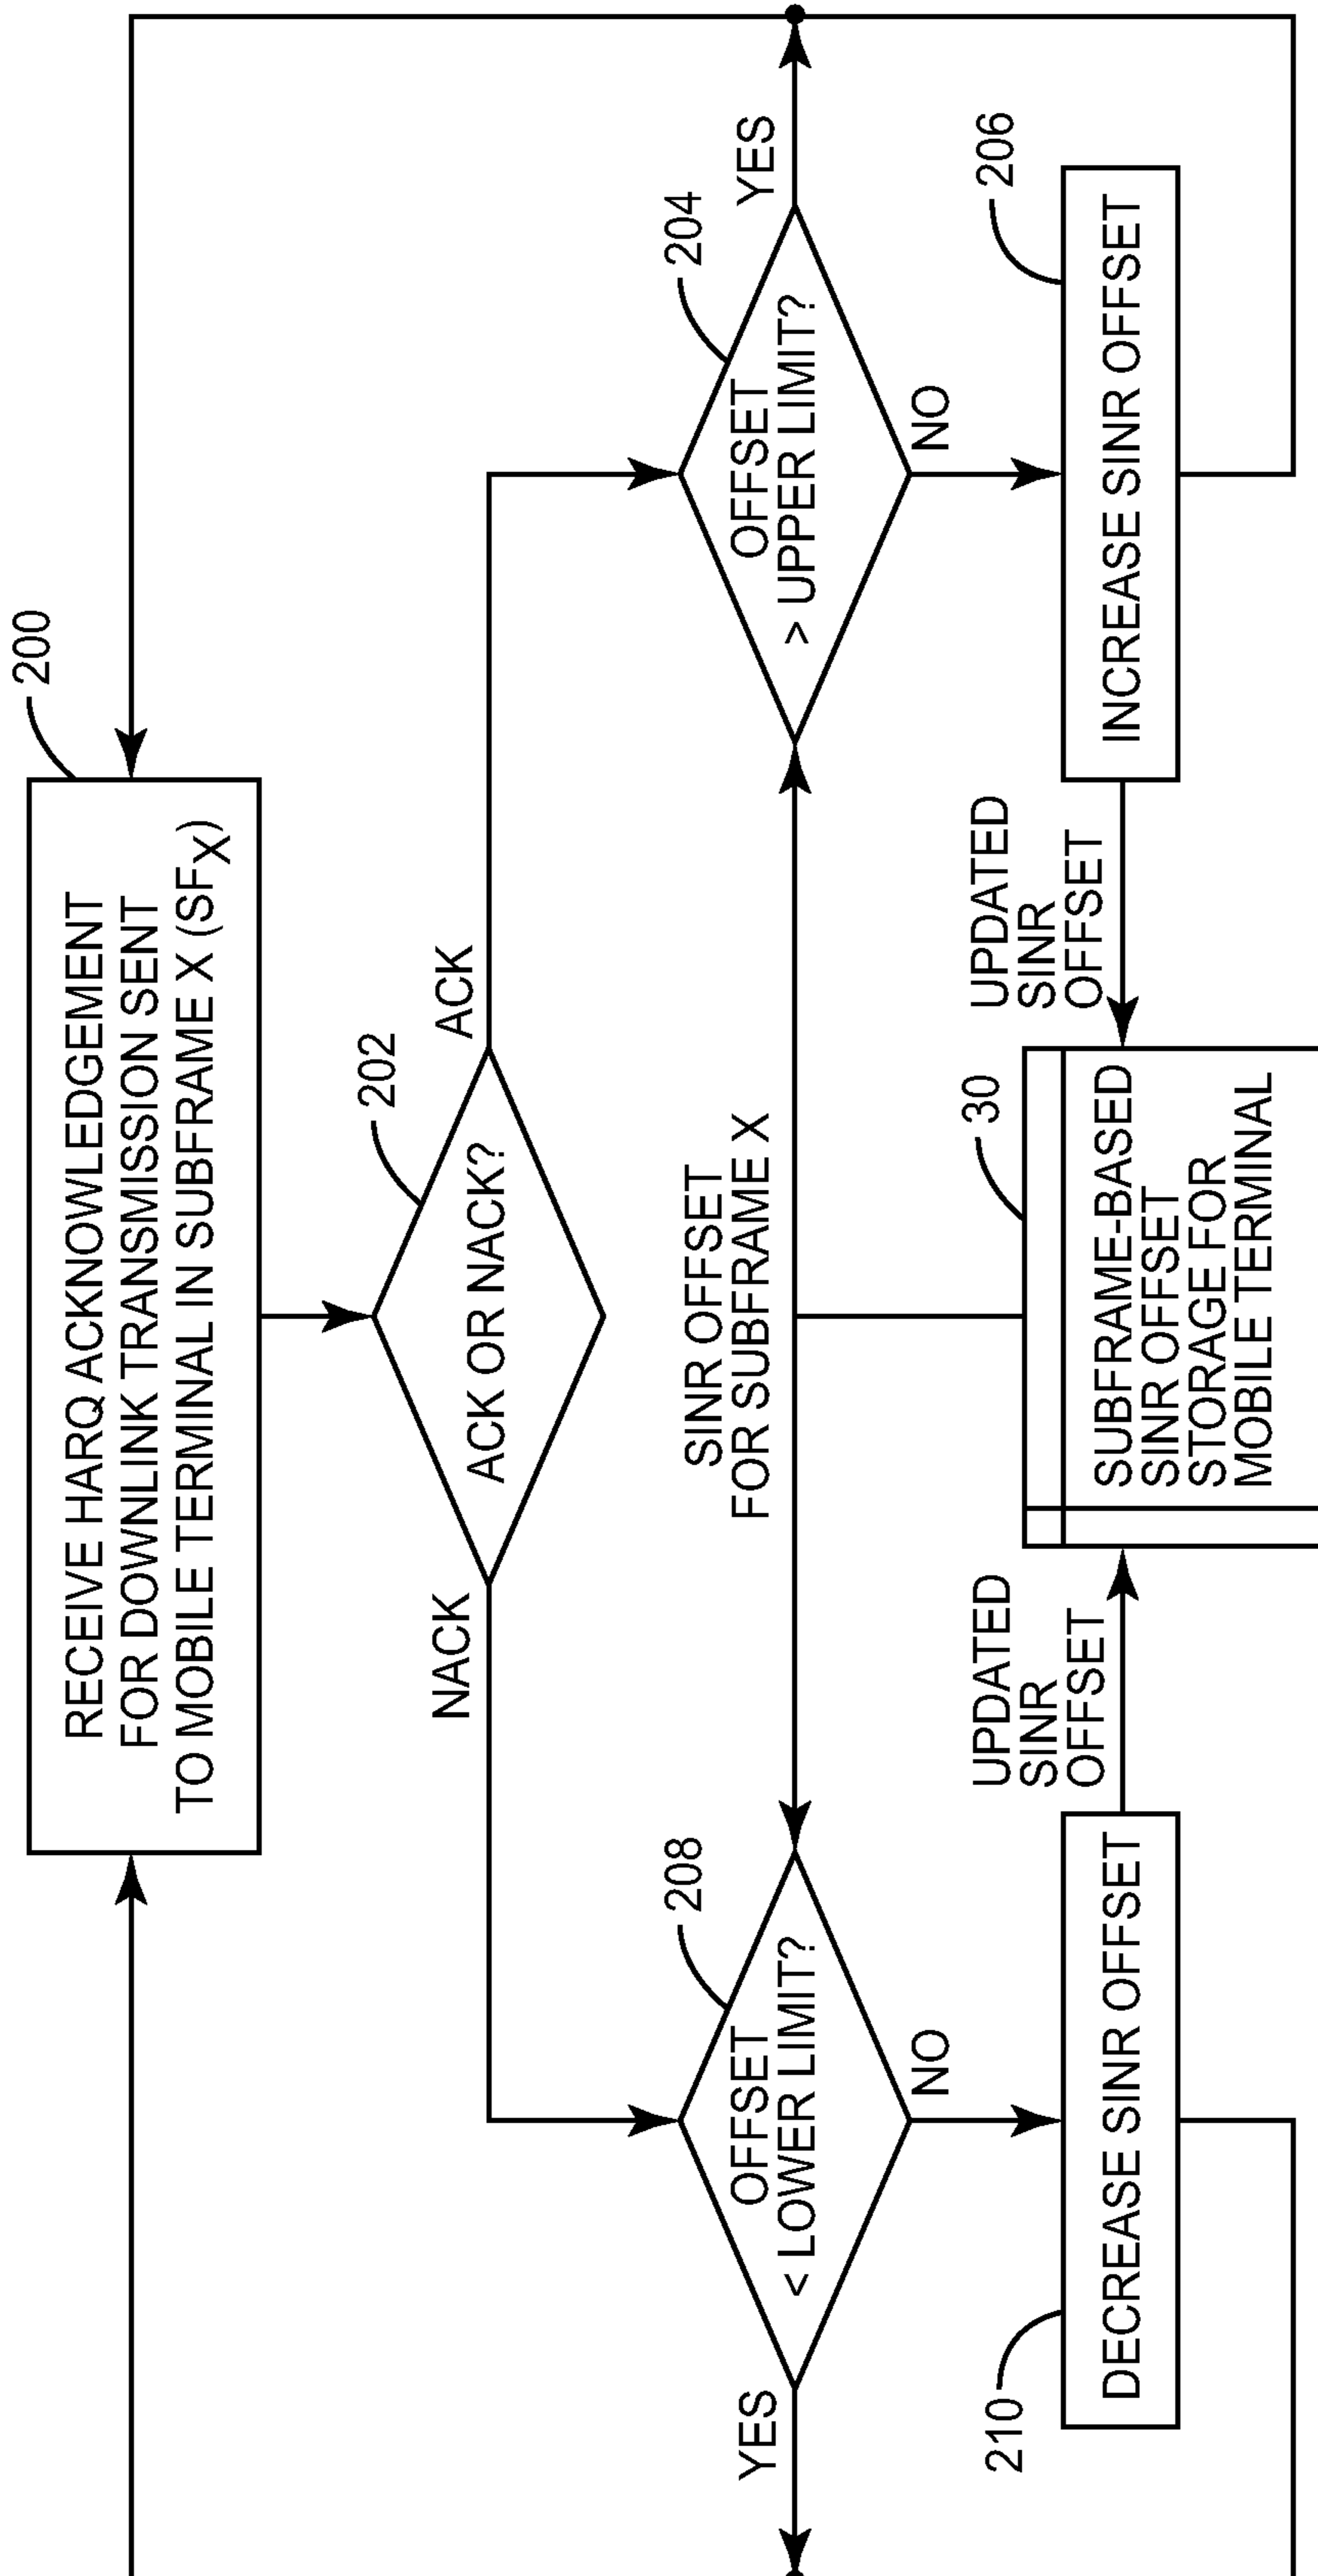 200
RECEIVE HARQ ACKNOWLEDGEMENT
FOR DOWNLINK TRANSMISSION SENT
TO MOBILE TERMINAL IN SUBFRAME X (SFX)
202
ACK OR NACK?
NACK
ACK
208
OFFSET
< LOWER LIMIT?
YES
NO
SINR OFFSET
FOR SUBFRAME X
204
OFFSET
> UPPER LIMIT?
YES
NO
210
DECREASE SINR OFFSET
UPDATED
SINR
OFFSET
30
SUBFRAME-BASED
SINR OFFSET
STORAGE FOR
MOBILE TERMINAL
UPDATED
SINR
OFFSET
206
INCREASE SINR OFFSET